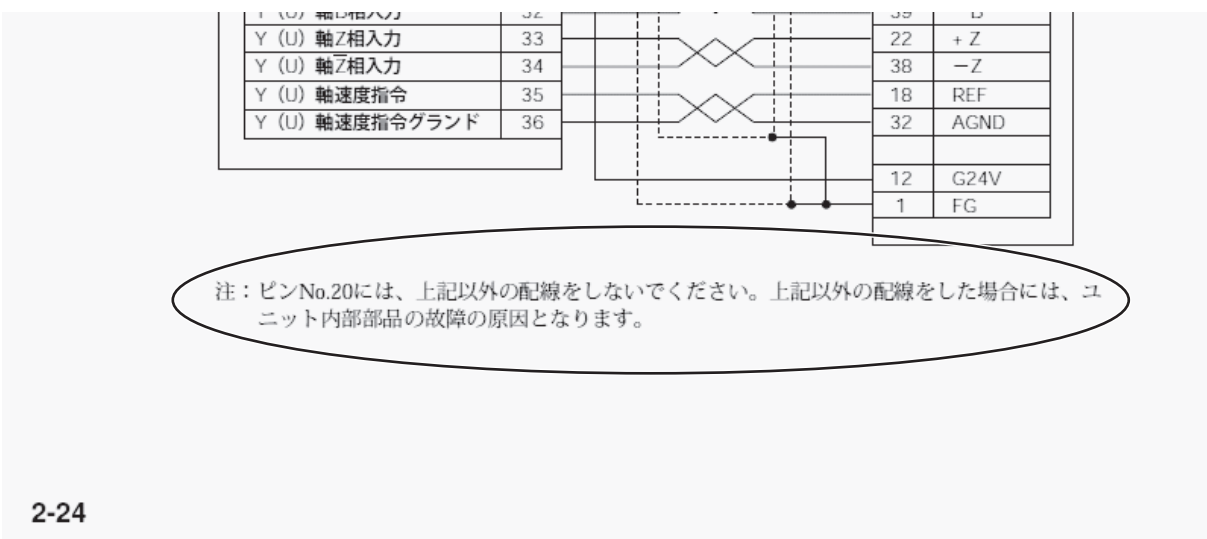 Y（U）軸Z相入力 33 22 +Z
Y（U）軸Z̅相入力 34 38 −Z
Y（U）軸速度指令 35 18 REF
Y（U）軸速度指令グランド 36 32 AGND
12 G24V
1 FG
注：ピンNo.20には、上記以外の配線をしないでください。上記以外の配線をした場合には、ユ
ニット内部部品の故障の原因となります。
2-24